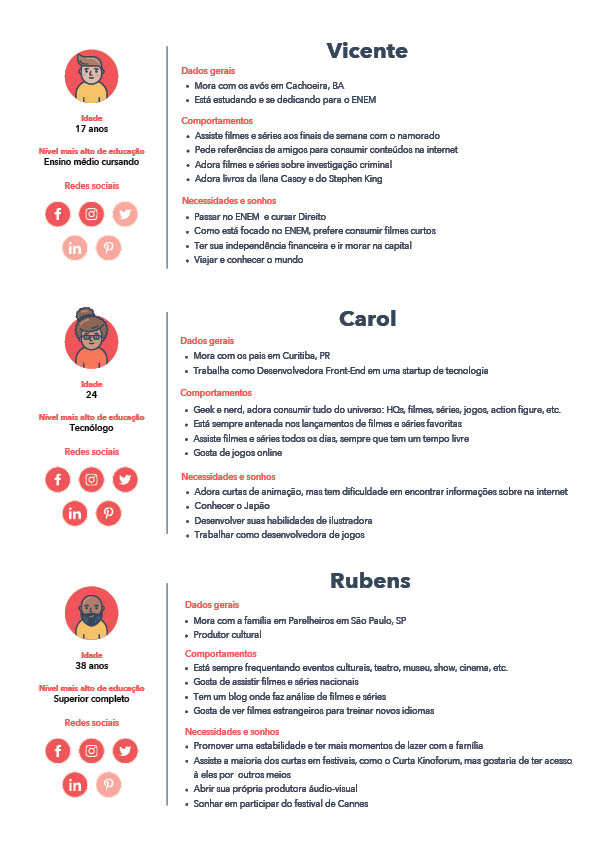 Vicente
Idade
17 anos
Nível mais alto de educação
Ensino médio cursando
Redes sociais
Dados gerais
• Mora com os avós em Cachoeira, BA
• Está estudando e se dedicando para o ENEM
Comportamentos
• Assiste filmes e séries aos finais de semana com o namorado
• Pede referências de amigos para consumir conteúdos na internet
• Adora filmes e séries sobre investigação criminal
• Adora livros da Ilana Casoy e do Stephen King
Necessidades e sonhos
• Passar no ENEM e cursar Direito
• Como está focado no ENEM, prefere consumir filmes curtos
• Ter sua independência financeira e ir morar na capital
• Viajar e conhecer o mundo
Carol
Idade
24
Nível mais alto de educação
Tecnólogo
Redes sociais
Dados gerais
• Mora com os pais em Curitiba, PR
• Trabalha como Desenvolvedora Front-End em uma startup de tecnologia
Comportamentos
• Geek e nerd, adora consumir tudo do universo: HQs, filmes, séries, jogos, action figure, etc.
• Está sempre antenada nos lançamentos de filmes e séries favoritas
• Assiste filmes e séries todos os dias, sempre que tem um tempo livre
• Gosta de jogos online
Necessidades e sonhos
• Adora curtas de animação, mas tem dificuldade em encontrar informações sobre na internet
• Conhecer o Japão
• Desenvolver suas habilidades de ilustradora
• Trabalhar como desenvolvedora de jogos
Rubens
Idade
38 anos
Nível mais alto de educação
Superior completo
Redes sociais
Dados gerais
• Mora com a família em Parelheiros em São Paulo, SP
• Produtor cultural
Comportamentos
• Está sempre frequentando eventos culturais, teatro, museu, show, cinema, etc.
• Gosta de assistir filmes e séries nacionais
• Tem um blog onde faz análise de filmes e séries
• Gosta de ver filmes estrangeiros para treinar novos idiomas
Necessidades e sonhos
• Promover uma estabilidade e ter mais momentos de lazer com a família
• Assiste a maioria dos curtas em festivais, como o Curta Kinoforum, mas gostaria de ter acesso
à eles por outros meios
• Abrir sua própria produtora áudio-visual
• Sonhar em participar do festival de Cannes